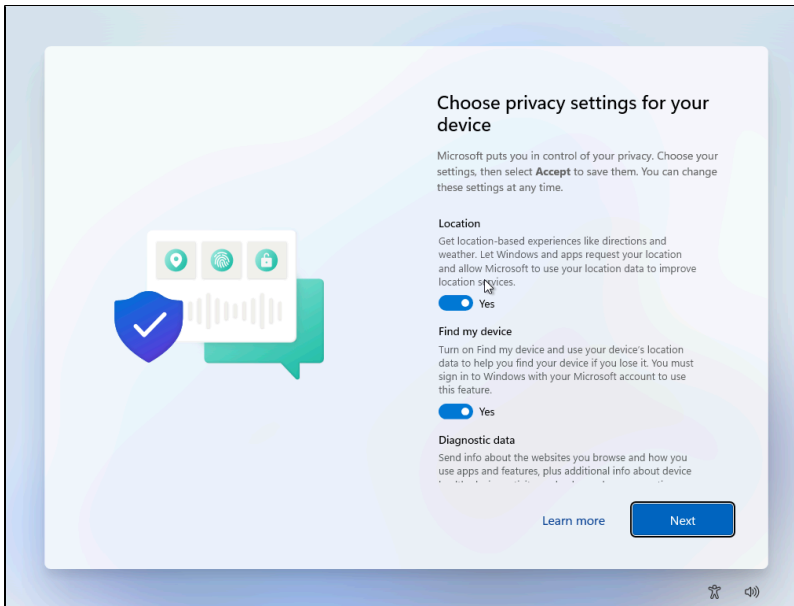 Choose privacy settings for your
device
Microsoft puts you in control of your privacy. Choose your
settings, then select Accept to save them. You can change
these settings at any time.
Location
Get location-based experiences like directions and
weather. Let Windows and apps request your location
and allow Microsoft to use your location data to improve
location services.
Yes
Find my device
Turn on Find my device and use your device's location
data to help you find your device if you lose it. You must
sign in to Windows with your Microsoft account to use
this feature.
Yes
Diagnostic data
Send info about the websites you browse and how you
use apps and features, plus additional info about device
Learn more
Next